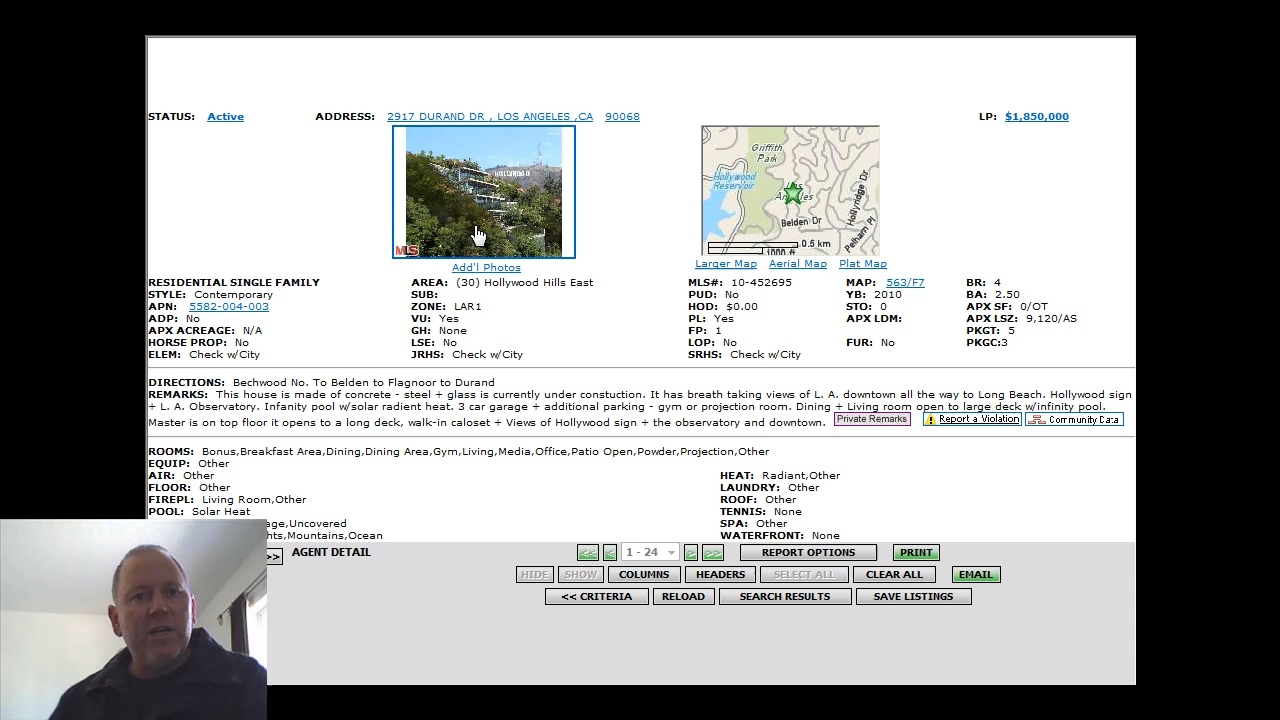 STATUS: Active ADDRESS: 2917 DURAND DR , LOS ANGELES ,CA 90068 LP: $1,850,000
HOLLYWOOD
MLS
Griffith
Park
Hollywood
Reservoir
Belden Dr
Hollyridge Dr
Pelham Pl
0.5 km
1000 ft
Add'l Photos Larger Map Aerial Map Plat Map
RESIDENTIAL SINGLE FAMILY AREA: (30) Hollywood Hills East MLS#: 10-452695 MAP: 563/F7 BR: 4
STYLE: Contemporary SUB: PUD: No YB: 2010 BA: 2.50
APN: 5582-004-003 ZONE: LAR1 HOD: $0.00 STO: 0 APX SF: 0/OT
ADP: No VU: Yes PL: Yes APX LDM: APX LSZ: 9,120/AS
APX ACREAGE: N/A GH: None FP: 1 PKGT: 5
HORSE PROP: No LSE: No LOP: No FUR: No PKGC:3
ELEM: Check w/City JRHS: Check w/City SRHS: Check w/City
DIRECTIONS: Bechwood No. To Belden to Flagnoor to Durand
REMARKS: This house is made of concrete - steel + glass is currently under constuction. It has breath taking views of L. A. downtown all the way to Long Beach. Hollywood sign
+ L. A. Observatory. Infanity pool w/solar radient heat. 3 car garage + additional parking - gym or projection room. Dining + Living room open to large deck w/infinity pool.
Master is on top floor it opens to a long deck, walk-in caloset + Views of Hollywood sign + the observatory and downtown. Private Remarks Report a Violation Community Data
ROOMS: Bonus,Breakfast Area,Dining,Dining Area,Gym,Living,Media,Office,Patio Open,Powder,Projection,Other
EQUIP: Other
AIR: Other HEAT: Radiant,Other
FLOOR: Other LAUNDRY: Other
FIREPL: Living Room,Other ROOF: Other
POOL: Solar Heat TENNIS: None
age,Uncovered SPA: Other
hts,Mountains,Ocean WATERFRONT: None
>> AGENT DETAIL << < 1 - 24 > >> REPORT OPTIONS PRINT
HIDE SHOW COLUMNS HEADERS SELECT ALL CLEAR ALL EMAIL
<< CRITERIA RELOAD SEARCH RESULTS SAVE LISTINGS